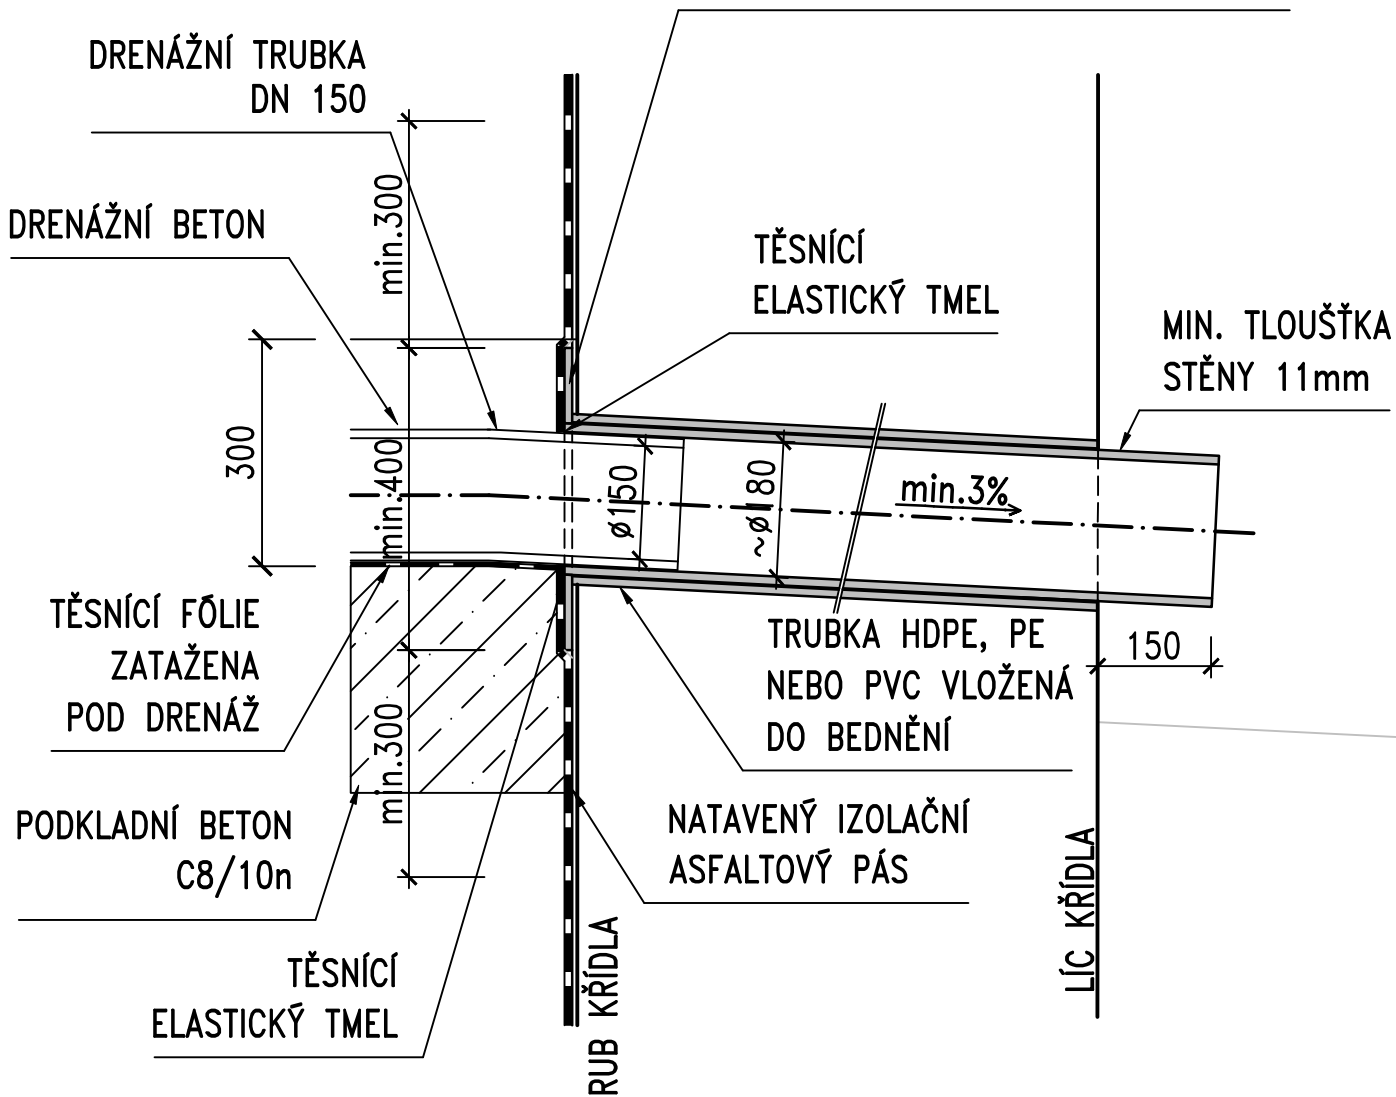 DRENÁŽNÍ TRUBKA
DN 150
min.300
DRENÁŽNÍ BETON
TĚSNÍCÍ
ELASTICKÝ TMEL
MIN. TLOUŠŤKA
STĚNY 11mm
300
min.400
ø150
~ø180
min.3%
TĚSNÍCÍ FÓLIE
ZATAŽENA
POD DRENÁŽ
TRUBKA HDPE, PE
NEBO PVC VLOŽENÁ
DO BEDNĚNÍ
150
min.300
PODKLADNÍ BETON
C8/10n
NATAVENÝ IZOLAČNÍ
ASFALTOVÝ PÁS
TĚSNÍCÍ
ELASTICKÝ TMEL
RUB KŘÍDLA
LÍC KŘÍDLA